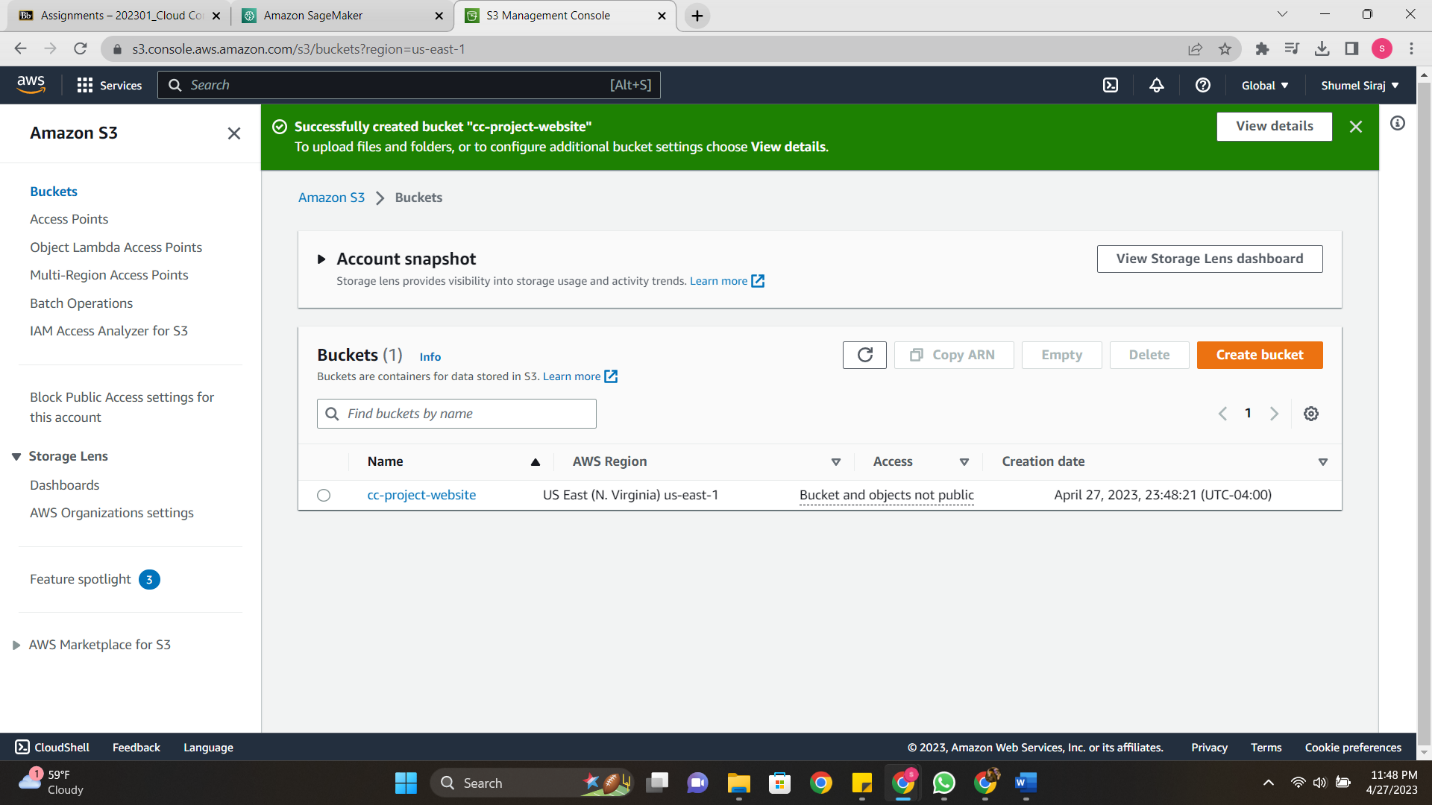 Bb Assignments – 202301_Cloud Co
Amazon SageMaker
S3 Management Console
s3.console.aws.amazon.com/s3/buckets?region=us-east-1
S
aws
Services
Search
[Alt+S]
Global
Shumel Siraj
Amazon S3
Buckets
Access Points
Object Lambda Access Points
Multi-Region Access Points
Batch Operations
IAM Access Analyzer for S3
Block Public Access settings for
this account
Storage Lens
Dashboards
AWS Organizations settings
Feature spotlight 3
AWS Marketplace for S3
Successfully created bucket "cc-project-website"
To upload files and folders, or to configure additional bucket settings choose View details.
View details
Amazon S3 > Buckets
Account snapshot
Storage lens provides visibility into storage usage and activity trends. Learn more
View Storage Lens dashboard
Buckets (1) Info
Buckets are containers for data stored in S3. Learn more
Copy ARN
Empty
Delete
Create bucket
Find buckets by name
1
Name AWS Region Access Creation date
cc-project-website US East (N. Virginia) us-east-1 Bucket and objects not public April 27, 2023, 23:48:21 (UTC-04:00)
CloudShell Feedback Language
© 2023, Amazon Web Services, Inc. or its affiliates. Privacy Terms Cookie preferences
1
59°F
Cloudy
Search
S
W
11:48 PM
4/27/2023